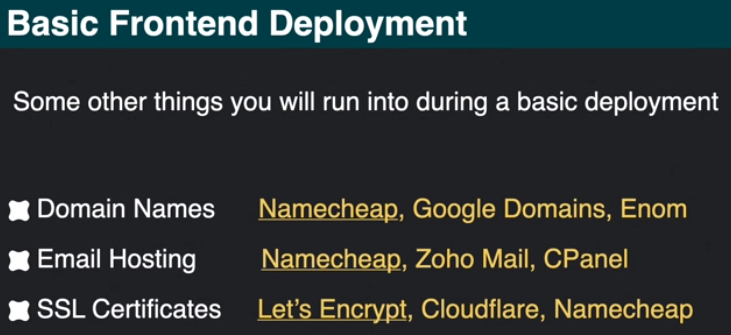 Basic Frontend Deployment
Some other things you will run into during a basic deployment
Domain Names Namecheap, Google Domains, Enom
Email Hosting Namecheap, Zoho Mail, CPanel
SSL Certificates Let's Encrypt, Cloudflare, Namecheap